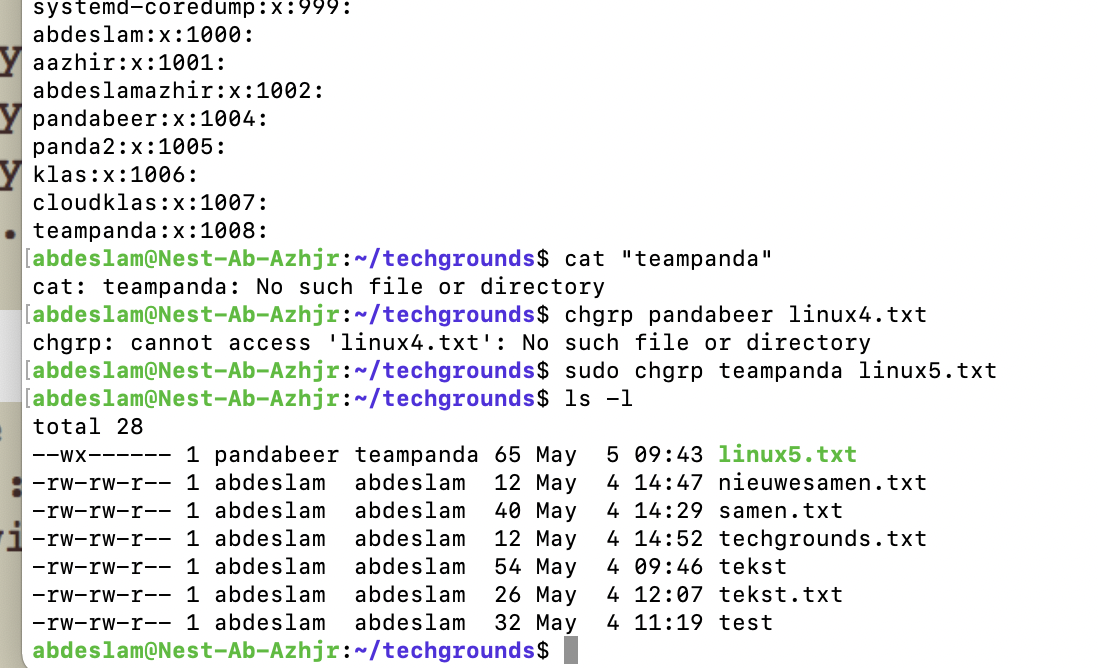 systemd-coredump:x:999:
abdeslam:x:1000:
aazhir:x:1001:
abdeslamazhir:x:1002:
pandabeer:x:1004:
panda2:x:1005:
klas:x:1006:
cloudklas:x:1007:
teampanda:x:1008:
[abdeslam@Nest-Ab-Azhjr:~/techgrounds$ cat "teampanda"
cat: teampanda: No such file or directory
[abdeslam@Nest-Ab-Azhjr:~/techgrounds$ chgrp pandabeer linux4.txt
chgrp: cannot access 'linux4.txt': No such file or directory
[abdeslam@Nest-Ab-Azhjr:~/techgrounds$ sudo chgrp teampanda linux5.txt
[abdeslam@Nest-Ab-Azhjr:~/techgrounds$ ls -l
total 28
--wx------ 1 pandabeer teampanda 65 May  5 09:43 linux5.txt
-rw-rw-r-- 1 abdeslam  abdeslam  12 May  4 14:47 nieuwesamen.txt
-rw-rw-r-- 1 abdeslam  abdeslam  40 May  4 14:29 samen.txt
-rw-rw-r-- 1 abdeslam  abdeslam  12 May  4 14:52 techgrounds.txt
-rw-rw-r-- 1 abdeslam  abdeslam  54 May  4 09:46 tekst
-rw-rw-r-- 1 abdeslam  abdeslam  26 May  4 12:07 tekst.txt
-rw-rw-r-- 1 abdeslam  abdeslam  32 May  4 11:19 test
abdeslam@Nest-Ab-Azhjr:~/techgrounds$